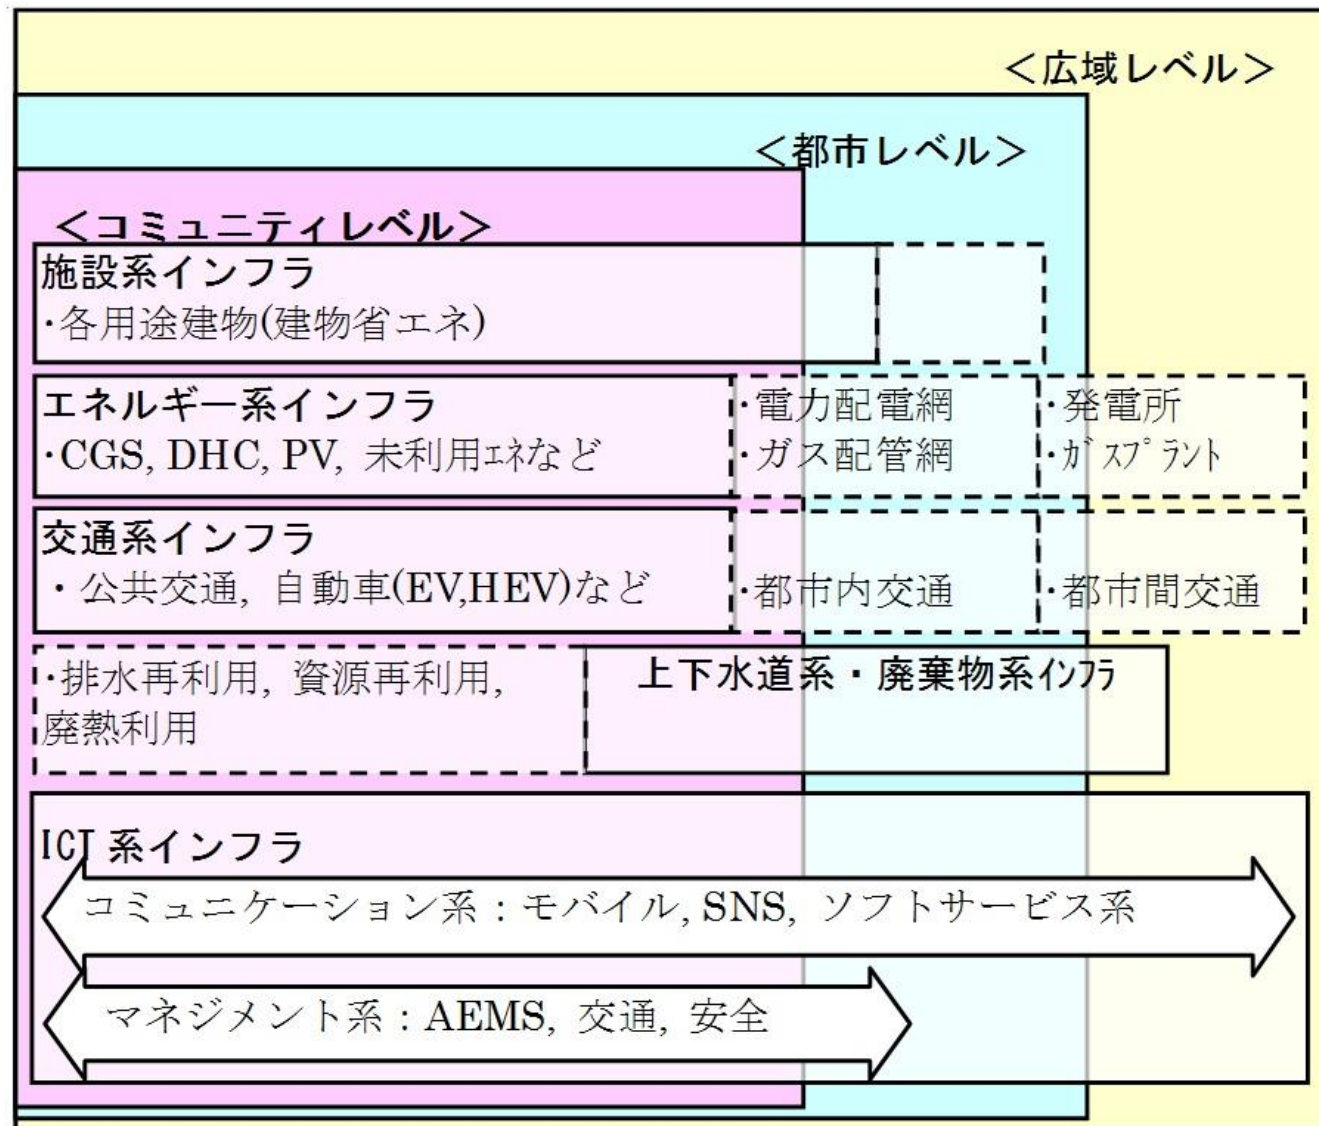 ＜広域レベル＞
＜都市レベル＞
＜コミュニティレベル＞
施設系インフラ
・各用途建物(建物省エネ)
エネルギー系インフラ
・CGS, DHC, PV, 未利用ｴﾈなど
・電力配電網
・ガス配管網
・発電所
・ｶﾞｽﾌﾟﾗﾝﾄ
交通系インフラ
・公共交通, 自動車(EV,HEV)など
・都市内交通
・都市間交通
・排水再利用, 資源再利用,
廃熱利用
上下水道系・廃棄物系ｲﾝﾌﾗ
ICT系インフラ
コミュニケーション系：モバイル, SNS, ソフトサービス系
マネジメント系：AEMS, 交通, 安全